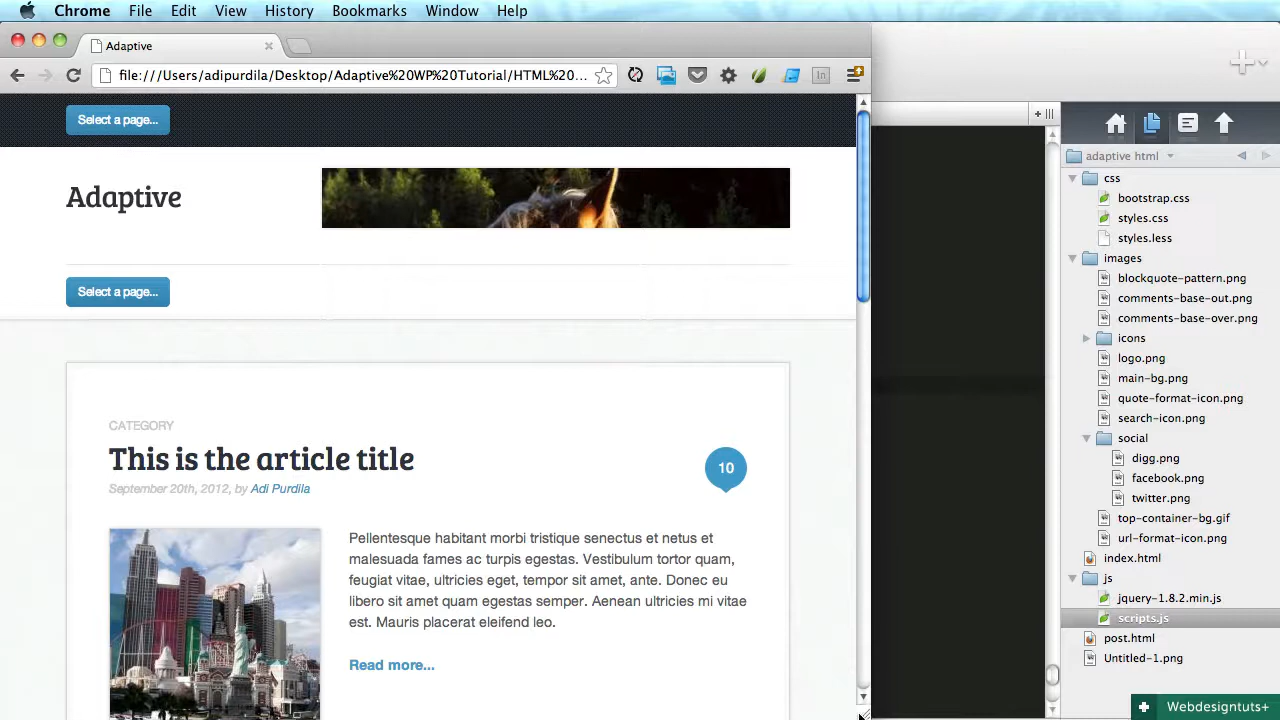 Chrome File Edit View History Bookmarks Window Help
Adaptive
file:///Users/adipurdila/Desktop/Adaptive%20WP%20Tutorial/HTML%20...
Select a page...
Adaptive
Select a page...
CATEGORY
This is the article title
10
September 20th, 2012, by Adi Purdila
Pellentesque habitant morbi tristique senectus et netus et
malesuada fames ac turpis egestas. Vestibulum tortor quam,
feugiat vitae, ultricies eget, tempor sit amet, ante. Donec eu
libero sit amet quam egestas semper. Aenean ultricies mi vitae
est. Mauris placerat eleifend leo.
Read more...
adaptive html
css
bootstrap.css
styles.css
styles.less
images
blockquote-pattern.png
comments-base-out.png
comments-base-over.png
icons
logo.png
main-bg.png
quote-format-icon.png
search-icon.png
social
digg.png
facebook.png
twitter.png
top-container-bg.gif
url-format-icon.png
index.html
js
jquery-1.8.2.min.js
scripts.js
post.html
Untitled-1.png
Webdesigntuts+